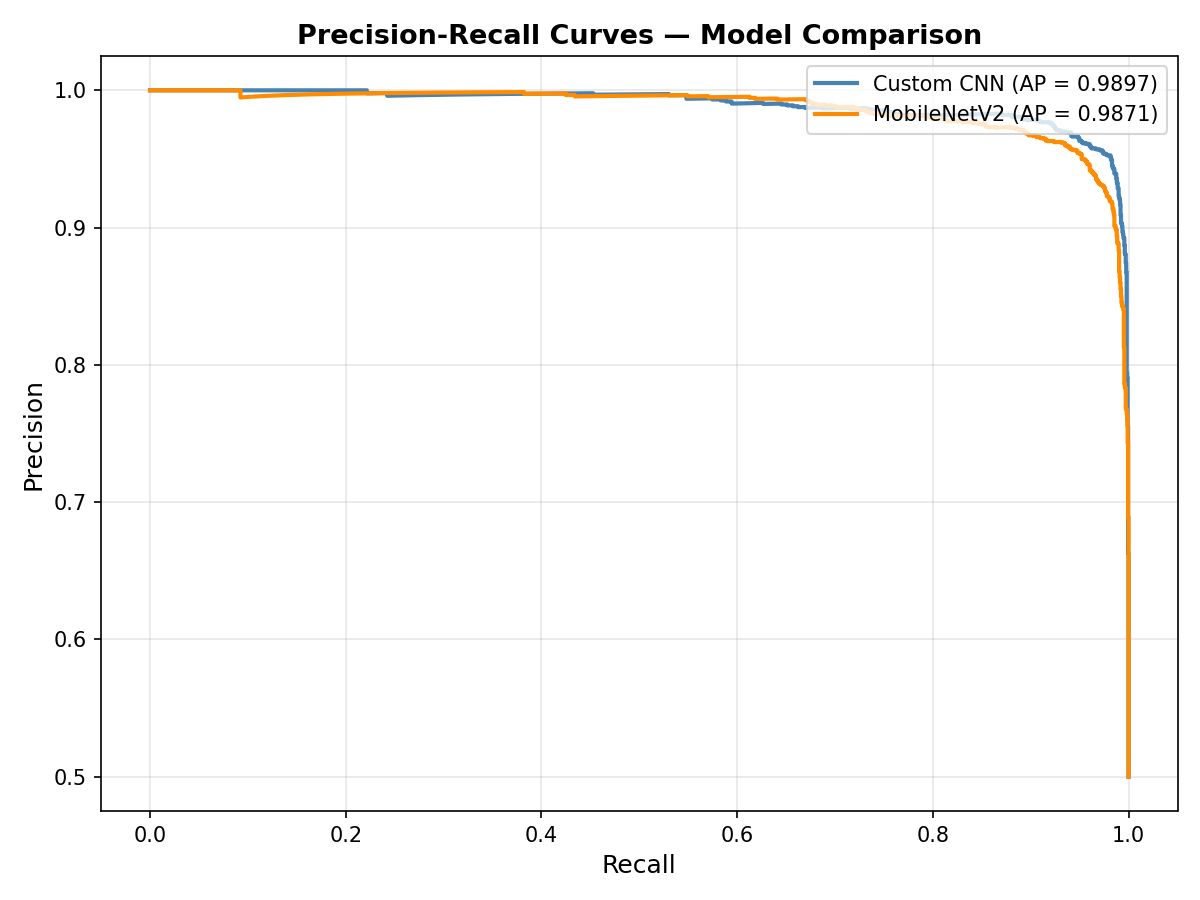 Precision-Recall Curves — Model Comparison
Custom CNN (AP = 0.9897)
MobileNetV2 (AP = 0.9871)
1.0
0.9
0.8
0.7
0.6
0.5
Precision
0.0 0.2 0.4 0.6 0.8 1.0
Recall